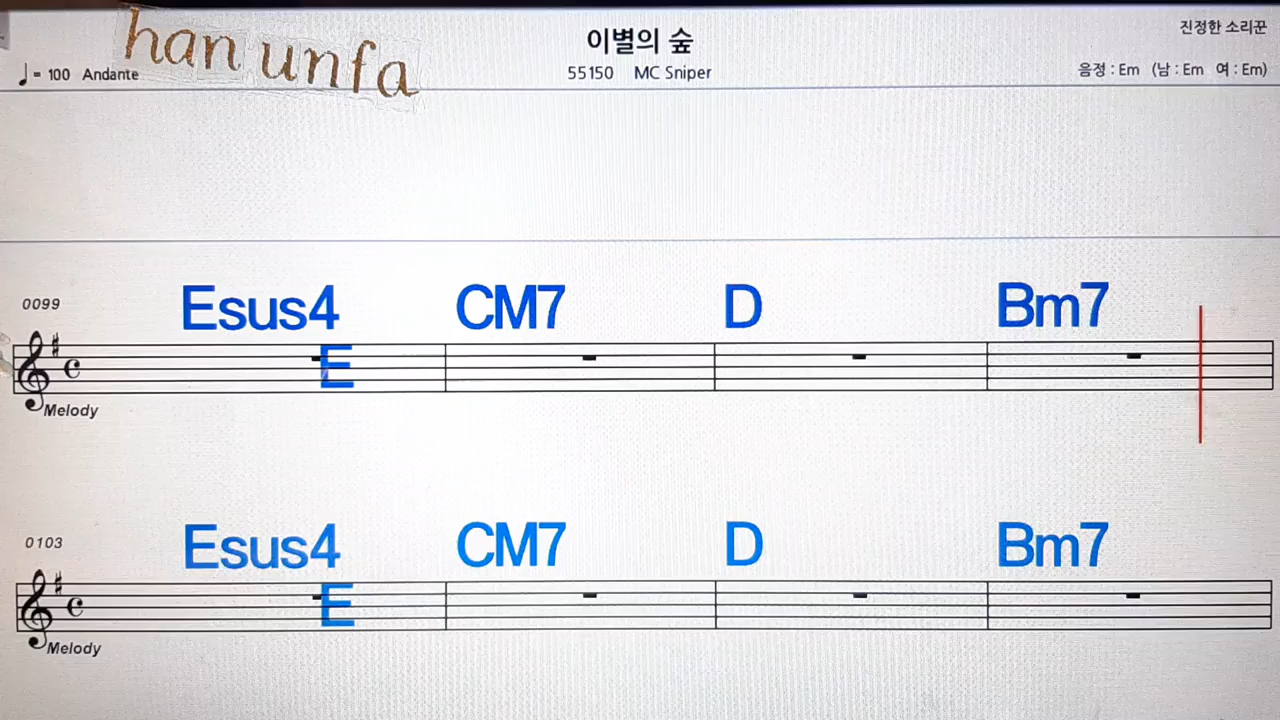 han unfa
이별의 숲
진정한 소리꾼
♩ = 100 Andante
55150 MC Sniper
음정 : Em (남 : Em 여 : Em)
0099
Esus4 E CM7 D Bm7
Melody
0103
Esus4 E CM7 D Bm7
Melody